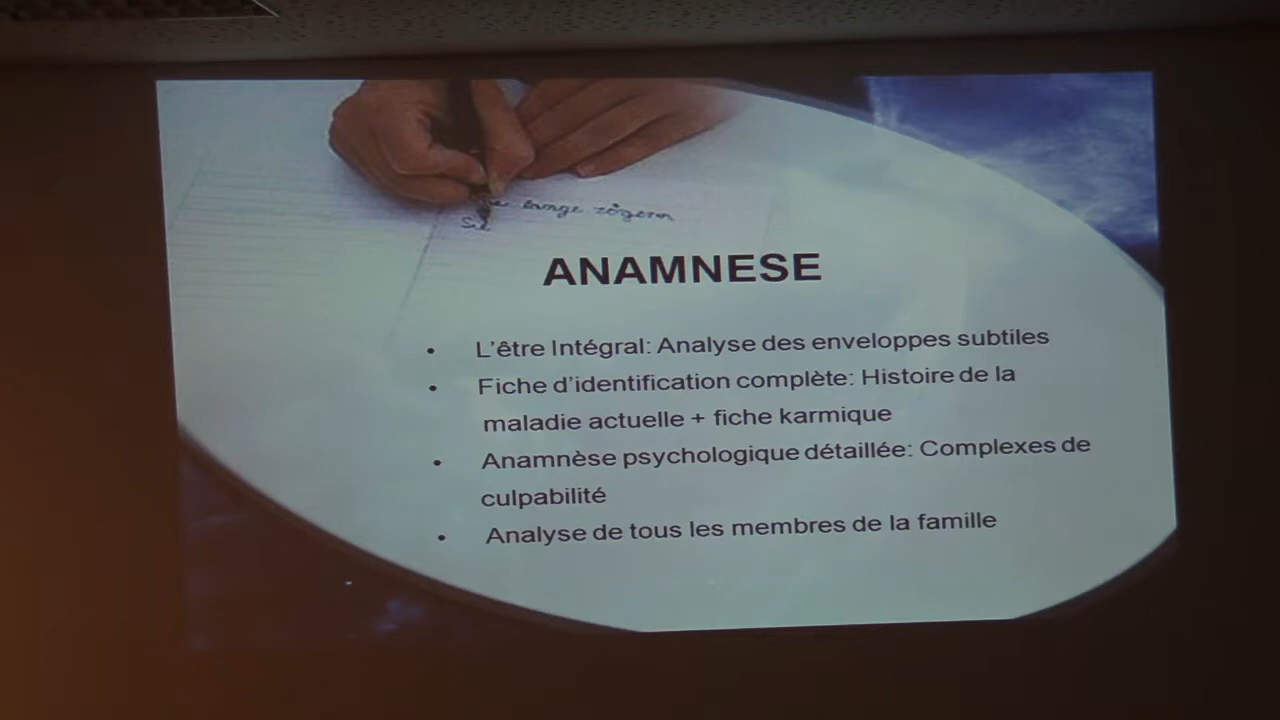 lange zögern
ANAMNESE
• L'être Intégral: Analyse des enveloppes subtiles
• Fiche d'identification complète: Histoire de la
maladie actuelle + fiche karmique
• Anamnèse psychologique détaillée: Complexes de
culpabilité
• Analyse de tous les membres de la famille